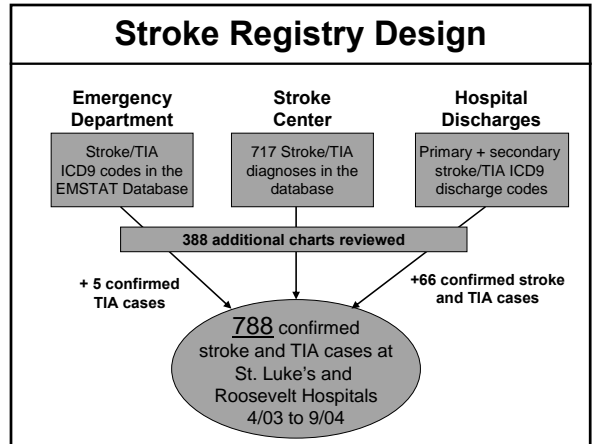 Stroke Registry Design
Emergency
Department
Stroke
Center
Hospital
Discharges
Stroke/TIA
ICD9 codes in the
EMSTAT Database
717 Stroke/TIA
diagnoses in the
database
Primary + secondary
stroke/TIA ICD9
discharge codes
388 additional charts reviewed
+ 5 confirmed
TIA cases
+66 confirmed stroke
and TIA cases
788 confirmed
stroke and TIA cases at
St. Luke's and
Roosevelt Hospitals
4/03 to 9/04